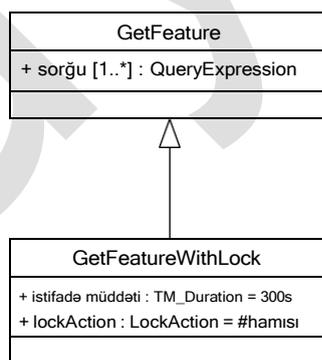 GetFeature
+ sorğu [1..*] : QueryExpression
GetFeatureWithLock
+ istifadə müddəti : TM_Duration = 300s
+ lockAction : LockAction = #hamısı